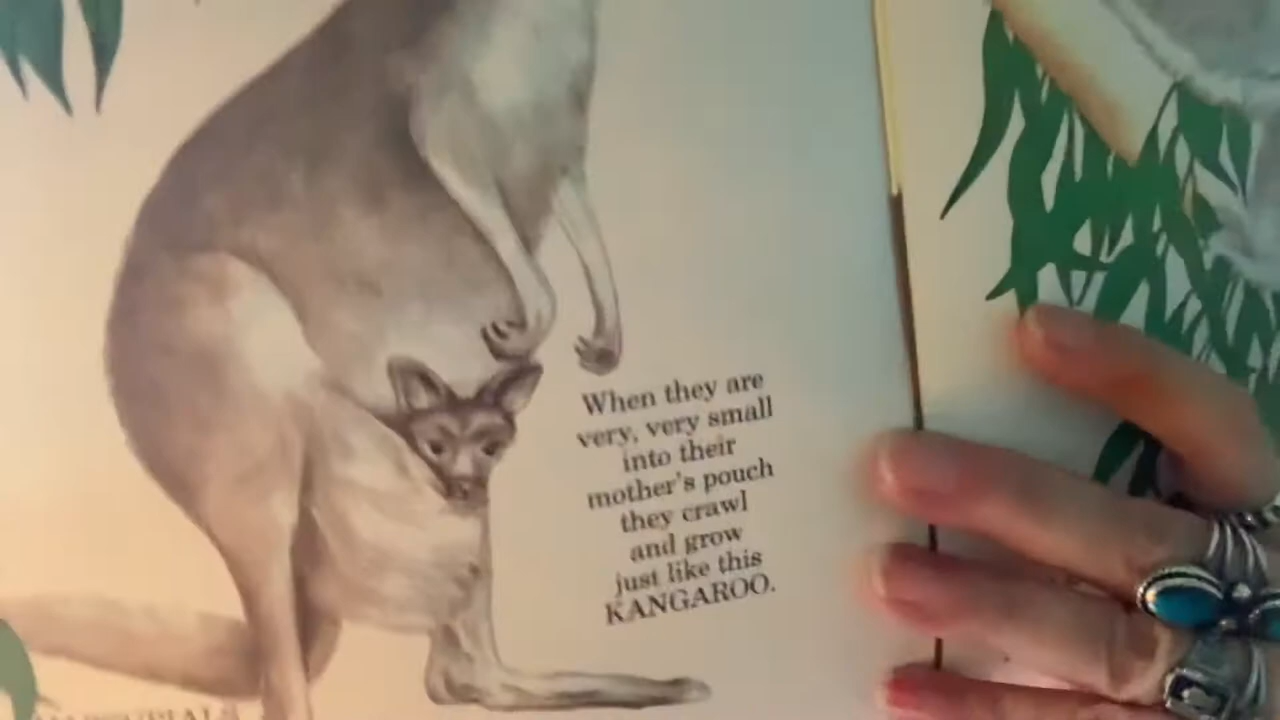 When they are
very, very small
into their
mother's pouch
they crawl
and grow
just like this
KANGAROO.